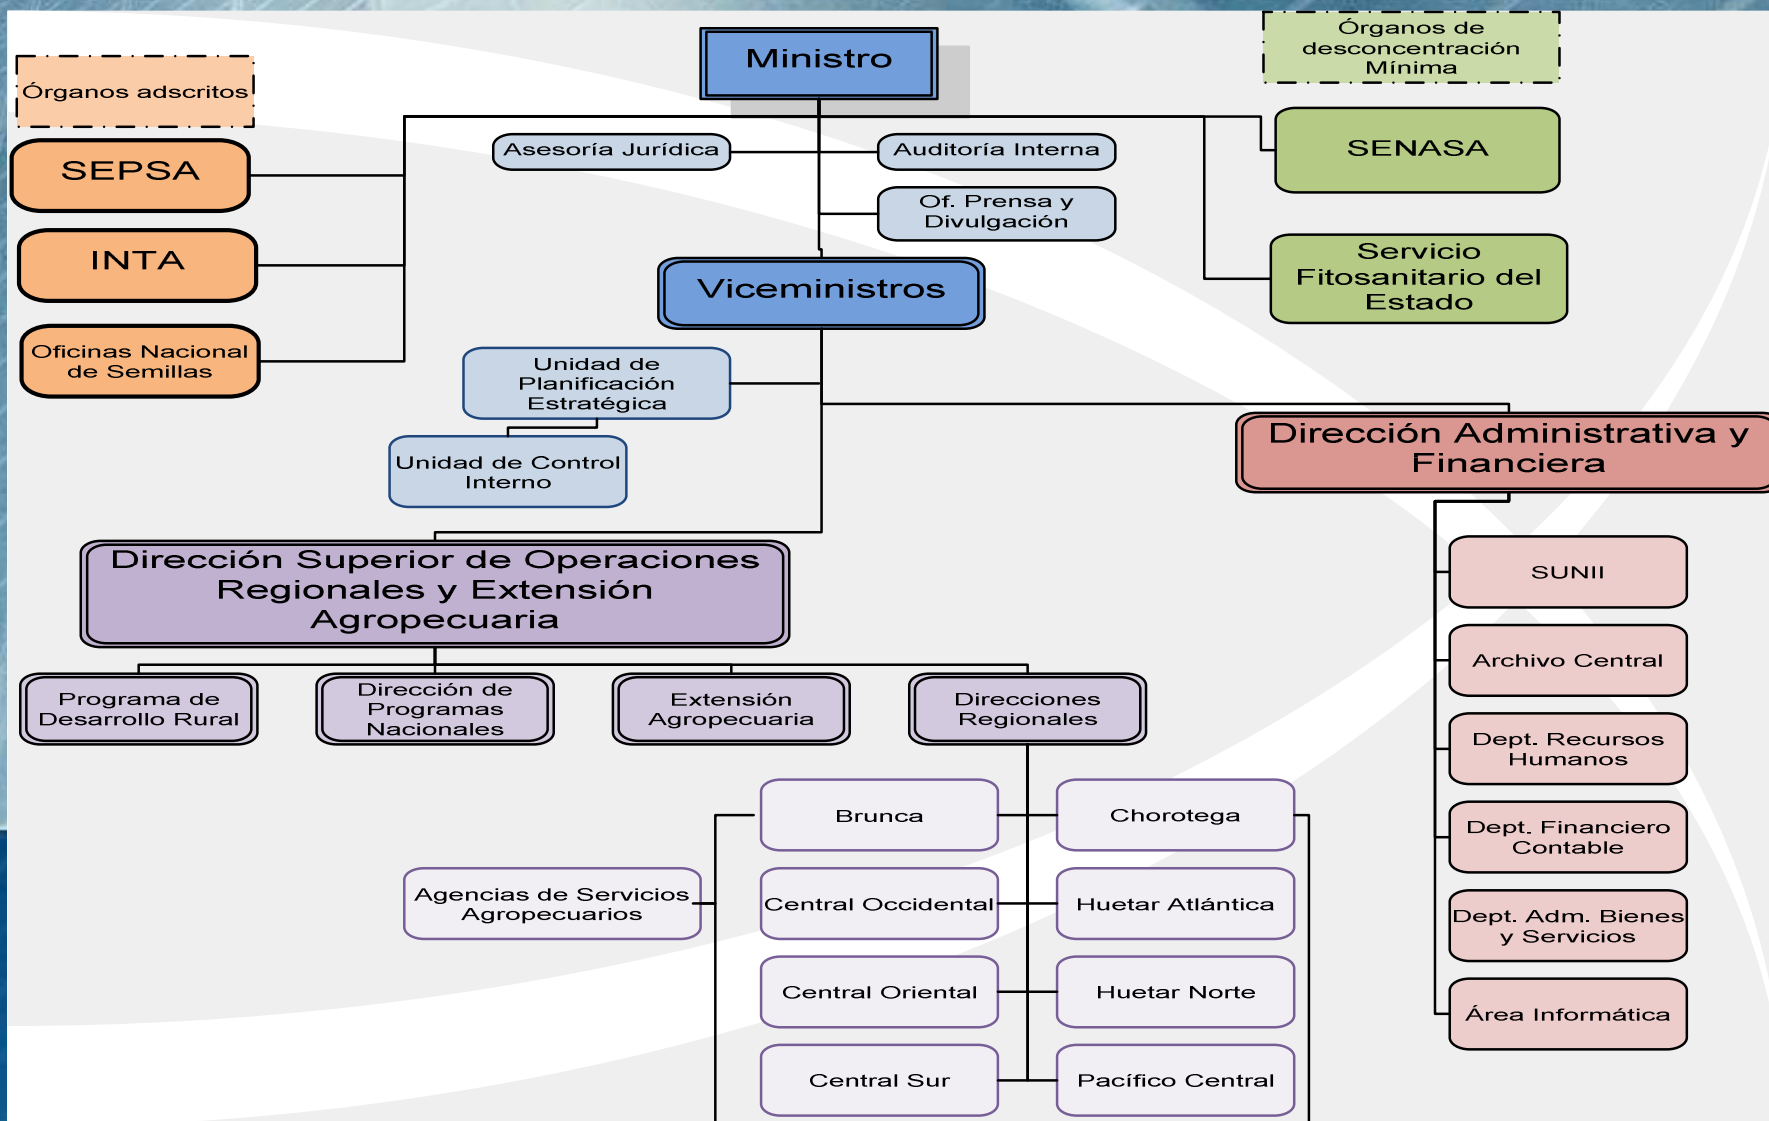 Ministro
Órganos adscritos
Órganos de
desconcentración
Mínima
SEPSA
INTA
Oficinas Nacional
de Semillas
Asesoría Jurídica
Auditoría Interna
Of. Prensa y
Divulgación
SENASA
Servicio
Fitosanitario del
Estado
Viceministros
Unidad de
Planificación
Estratégica
Unidad de Control
Interno
Dirección Administrativa y
Financiera
SUNII
Archivo Central
Dept. Recursos
Humanos
Dept. Financiero
Contable
Dept. Adm. Bienes
y Servicios
Área Informática
Dirección Superior de Operaciones
Regionales y Extensión
Agropecuaria
Programa de
Desarrollo Rural
Dirección de
Programas
Nacionales
Extensión
Agropecuaria
Direcciones
Regionales
Brunca
Chorotega
Agencias de Servicios
Agropecuarios
Central Occidental
Huetar Atlántica
Central Oriental
Huetar Norte
Central Sur
Pacífico Central